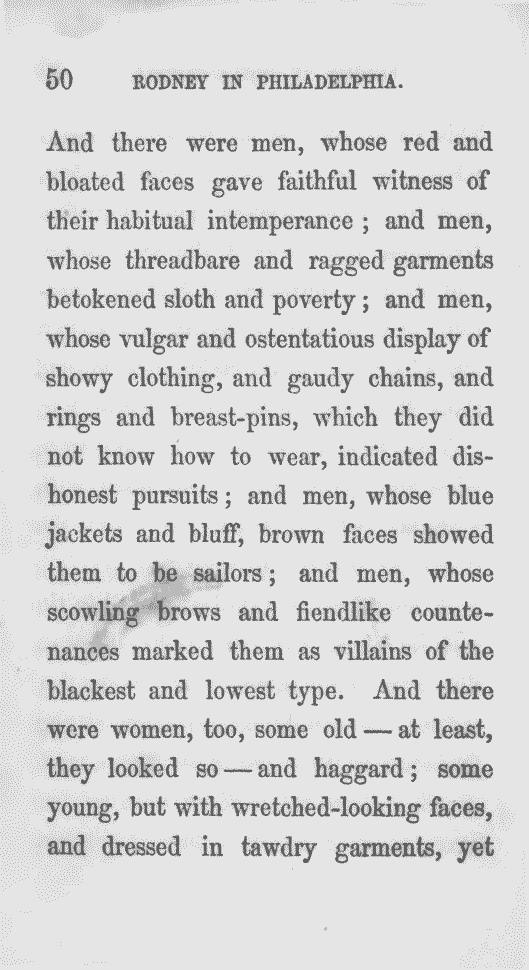 50 RODNEY IN PHILADELPHIA.
And there were men, whose red and
bloated faces gave faithful witness of
their habitual intemperance ; and men,
whose threadbare and ragged garments
betokened sloth and poverty ; and men,
whose vulgar and ostentatious display of
showy clothing, and gaudy chains, and
rings and breast-pins, which they did
not know how to wear, indicated dis-
honest pursuits ; and men, whose blue
jackets and bluff, brown faces showed
them to be sailors ; and men, whose
scowling brows and fiendlike counte-
nances marked them as villains of the
blackest and lowest type. And there
were women, too, some old — at least,
they looked so — and haggard ; some
young, but with wretched-looking faces,
and dressed in tawdry garments, yet